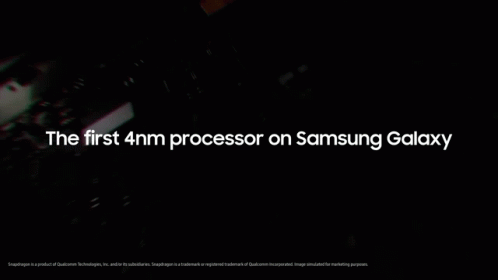 The first 4nm processor on Samsung Galaxy
Snapdragon is a product of Qualcomm Technologies, Inc. and/or its subsidiaries. Snapdragon is a trademark or registered trademark of Qualcomm Incorporated. Image simulated for marketing purposes.